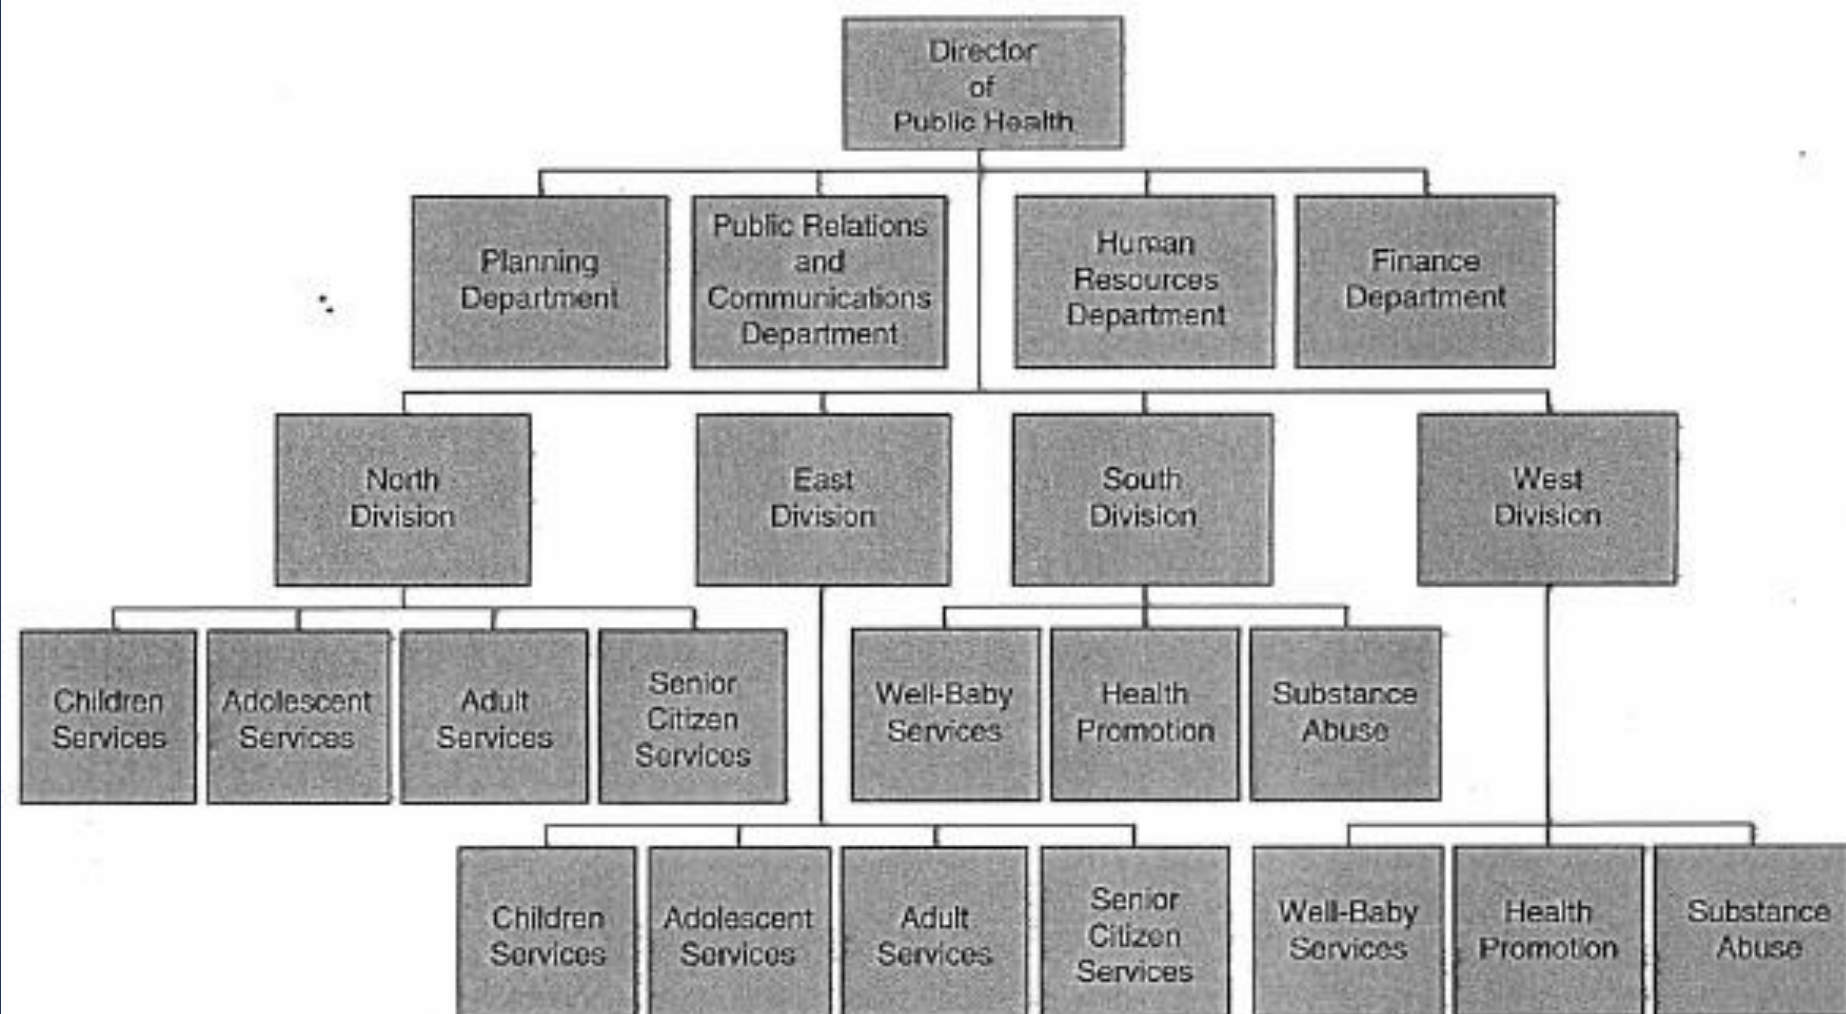 Director
of
Public Health
Planning
Department
Public Relations
and
Communications
Department
Human
Resources
Department
Finance
Department
North
Division
East
Division
South
Division
West
Division
Children
Services
Adolescent
Services
Adult
Services
Senior
Citizen
Services
Well-Baby
Services
Health
Promotion
Substance
Abuse
Children
Services
Adolescent
Services
Adult
Services
Senior
Citizen
Services
Well-Baby
Services
Health
Promotion
Substance
Abuse